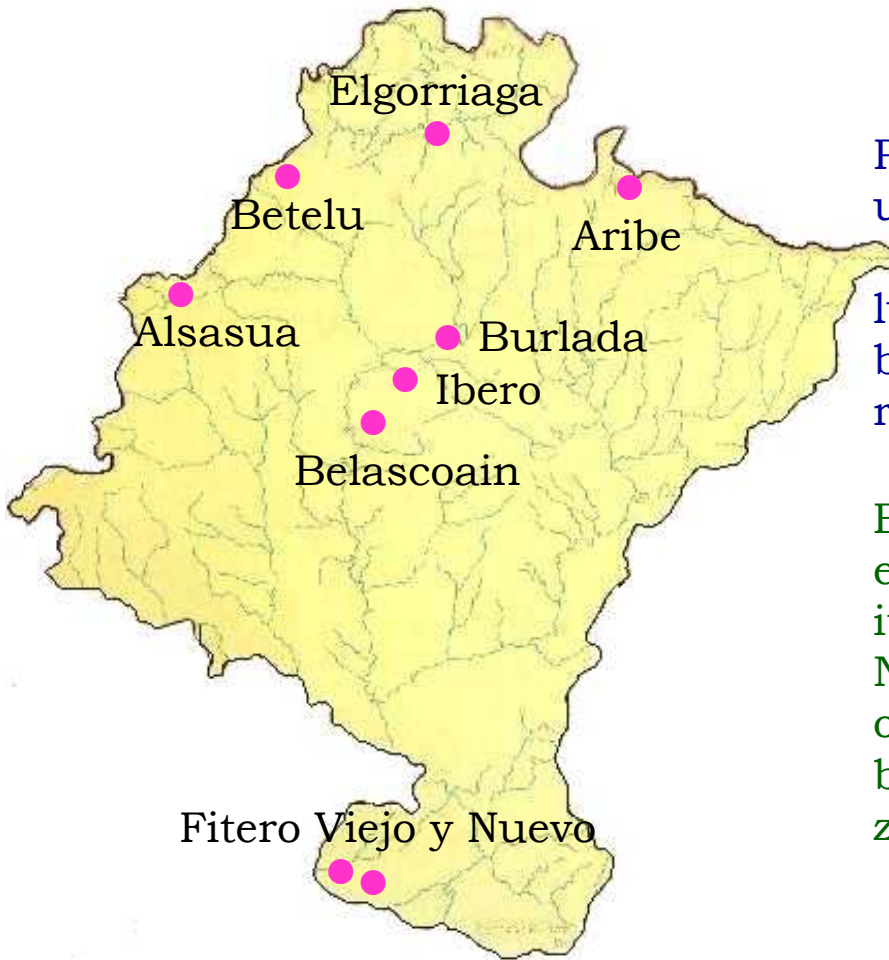 Elgorriaga
Betelu
Aribe
Alsasua
Burlada
Ibero
Belascoain
Fitero Viejo y Nuevo